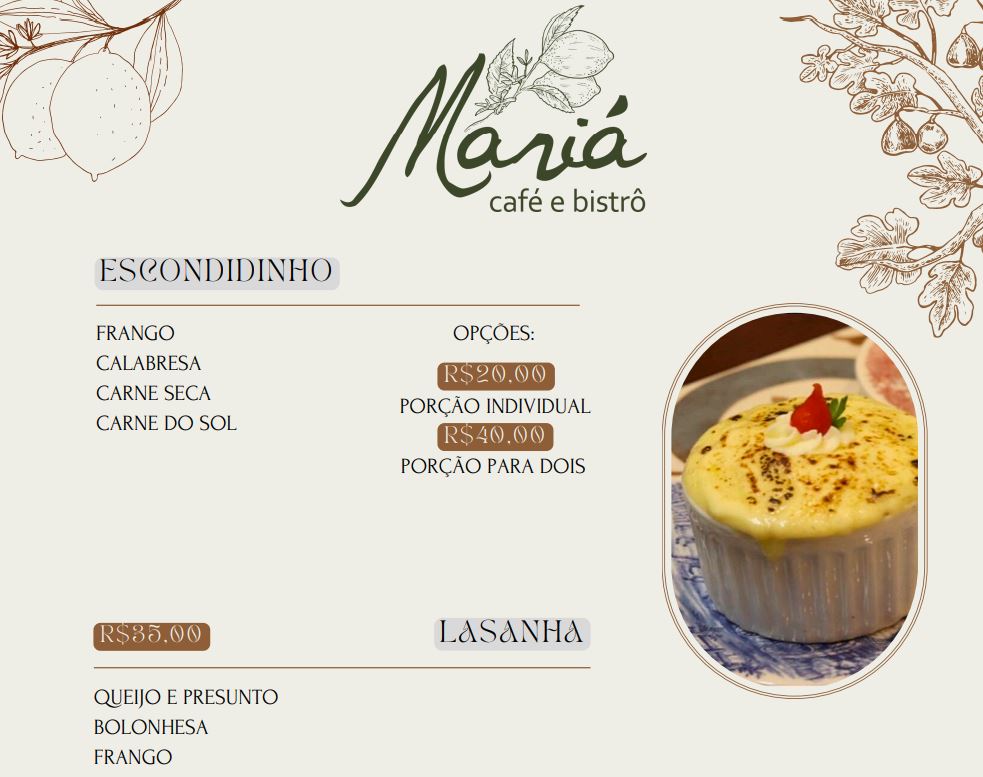 Mariá
café e bistrô
ESCONDIDINHO
FRANGO
CALABRESA
CARNE SECA
CARNE DO SOL
OPÇÕES:
R$20,00
PORÇÃO INDIVIDUAL
R$40,00
PORÇÃO PARA DOIS
R$35,00
LASANHA
QUEIJO E PRESUNTO
BOLONHESA
FRANGO